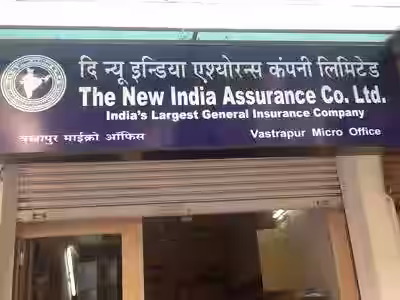 दि न्यू इन्डिया एश्योरन्स कंपनी लिमिटेड
The New India Assurance Co. Ltd.
India's Largest General Insurance Company
वस्त्रापुर माईक्रो ऑफिस
Vastrapur Micro Office